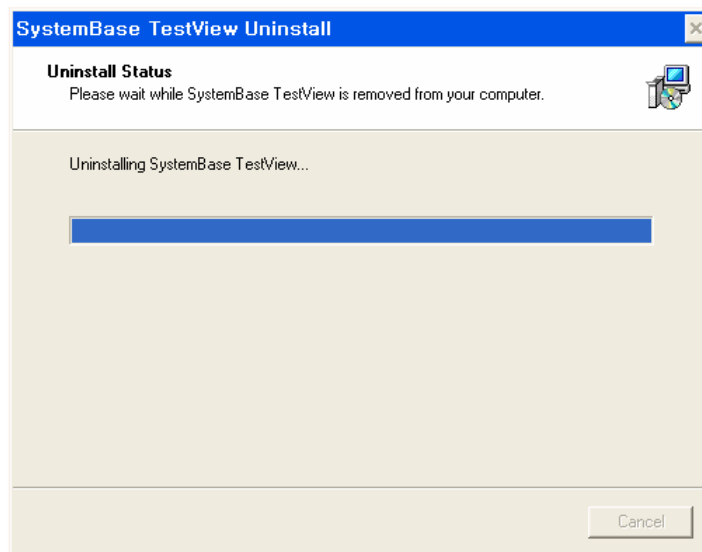 SystemBase TestView Uninstall
Uninstall Status
Please wait while SystemBase TestView is removed from your computer.
Uninstalling SystemBase TestView...
Cancel